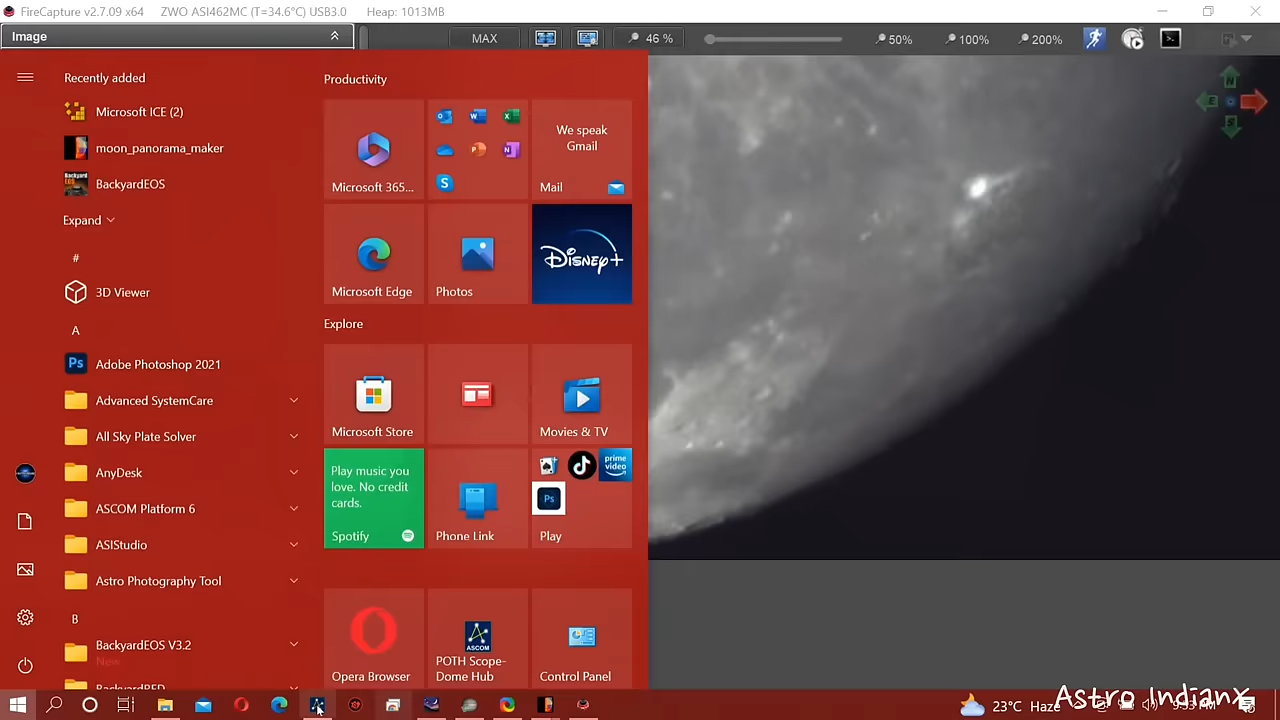 FireCapture v2.7.09 x64 ZWO ASI462MC (T=34.6°C) USB3.0 Heap: 1013MB
Image
MAX
46 %
50%
100%
200%
N
E
S
Recently added
Microsoft ICE (2)
moon_panorama_maker
BackyardEOS
Expand
#
3D Viewer
A
Adobe Photoshop 2021
Advanced SystemCare
All Sky Plate Solver
AnyDesk
ASCOM Platform 6
ASIStudio
Astro Photography Tool
B
BackyardEOS V3.2
New
BackyardRED
Productivity
Microsoft 365...
We speak
Gmail
Mail
Microsoft Edge
Photos
Disney+
Explore
Microsoft Store
Movies & TV
Play music you
love. No credit
cards.
Spotify
Phone Link
prime
video
Ps
Play
Opera Browser
ASCOM
POTH Scope-
Dome Hub
Control Panel
23°C Haze
Astro IndianX